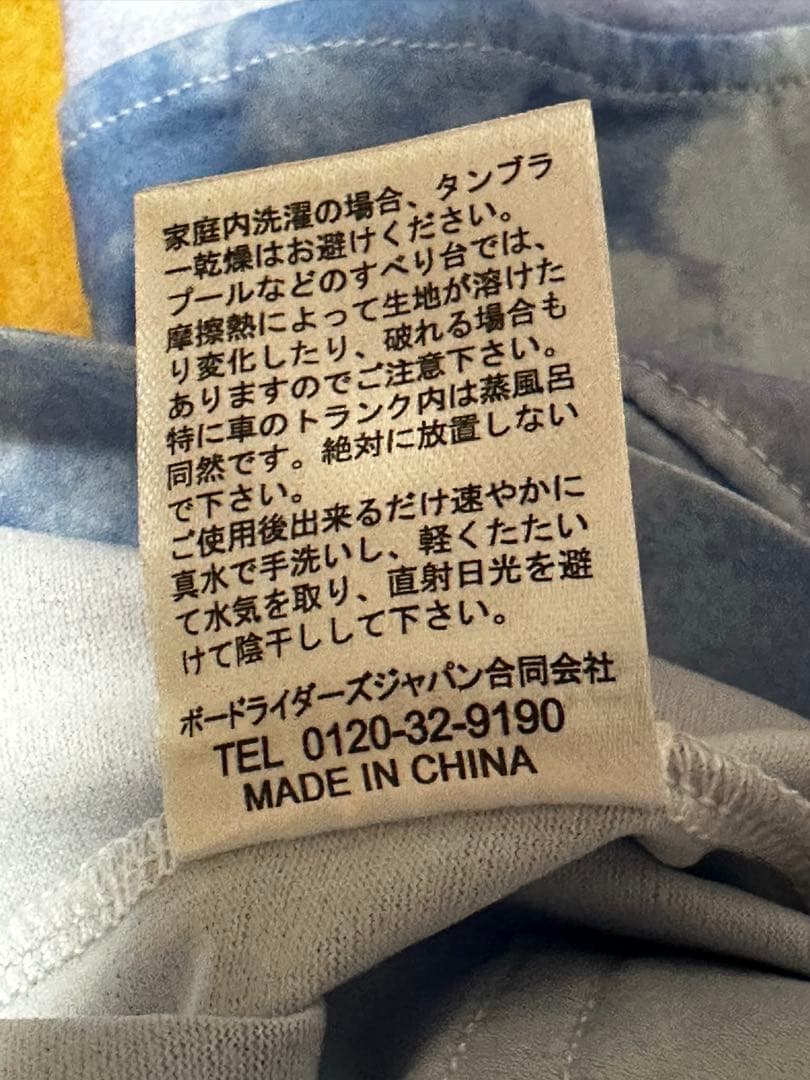 家庭内洗濯の場合、タンブラ
ー乾燥はお避けください。
プールなどのすべり台では、
摩擦熱によって生地が溶けた
り変化したり、破れる場合も
ありますのでご注意下さい。
特に車のトランク内は蒸風呂
同然です。絶対に放置しない
で下さい。
ご使用後出来るだけ速やかに
真水で手洗いし、軽くたたい
て水気を取り、直射日光を避
けて陰干しして下さい。
ボードライダーズジャパン合同会社
TEL 0120-32-9190
MADE IN CHINA